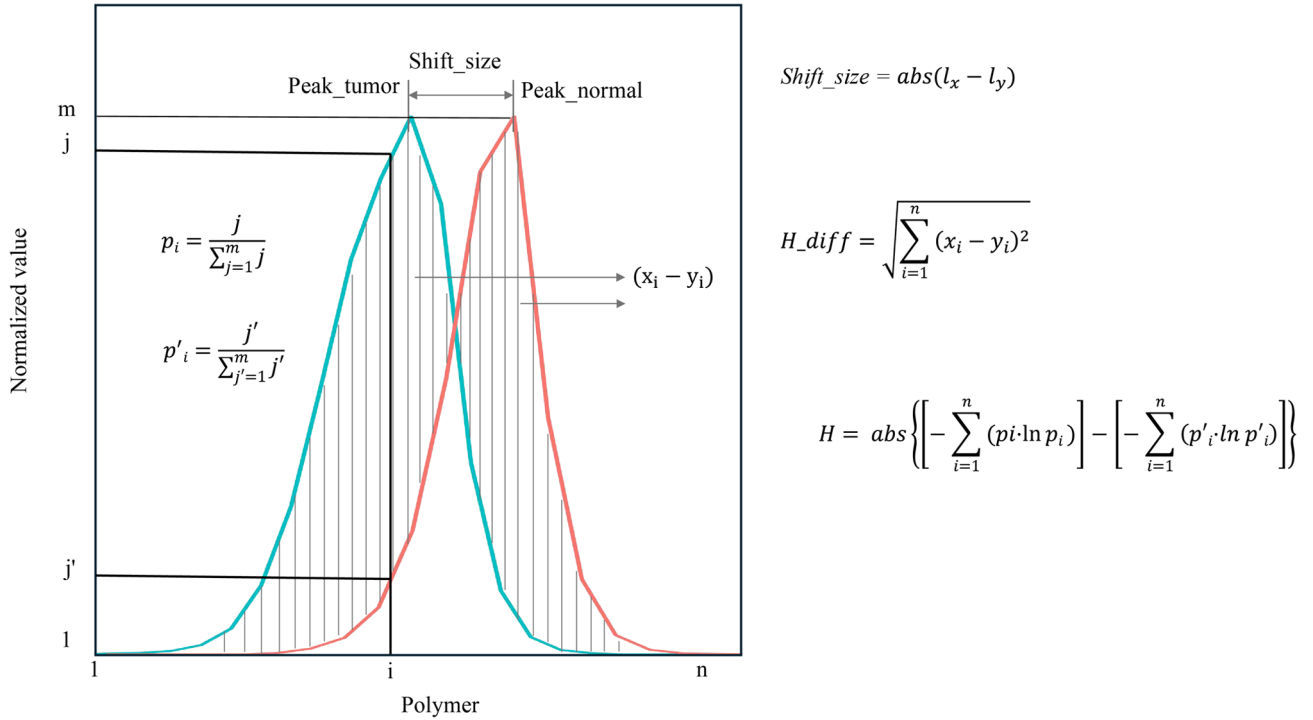 Shift_size
Peak_tumor
Peak_normal
m
j
j'
1
Normalized value
p_i = j / ∑_{j=1}^{m} j
p'_i = j' / ∑_{j'=1}^{m} j'
(x_i − y_i)
1
i
n
Polymer
Shift_size = abs(l_x − l_y)
H_diff = √(∑_{i=1}^{n} (x_i − y_i)²)
H = abs{[−∑_{i=1}^{n} (pi·ln p_i)] − [−∑_{i=1}^{n} (p'_i·ln p'_i)]}